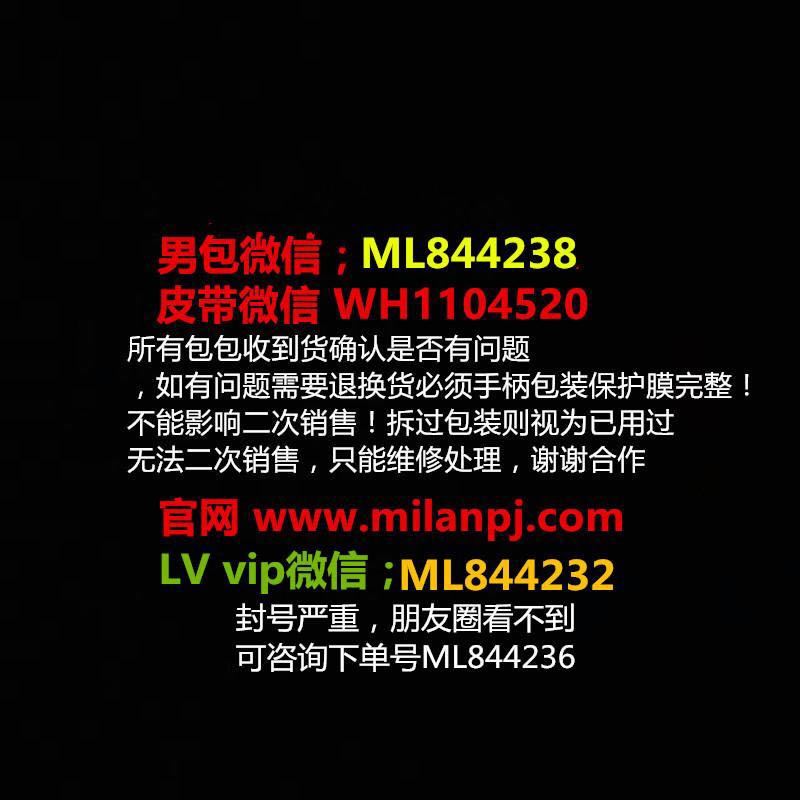 男包微信；ML844238
皮带微信 WH1104520
所有包包收到货确认是否有问题
，如有问题需要退换货必须手柄包装保护膜完整！
不能影响二次销售！拆过包装则视为已用过
无法二次销售，只能维修处理，谢谢合作
官网 www.milanpj.com
LV vip微信；ML844232
封号严重，朋友圈看不到
可咨询下单号ML844236